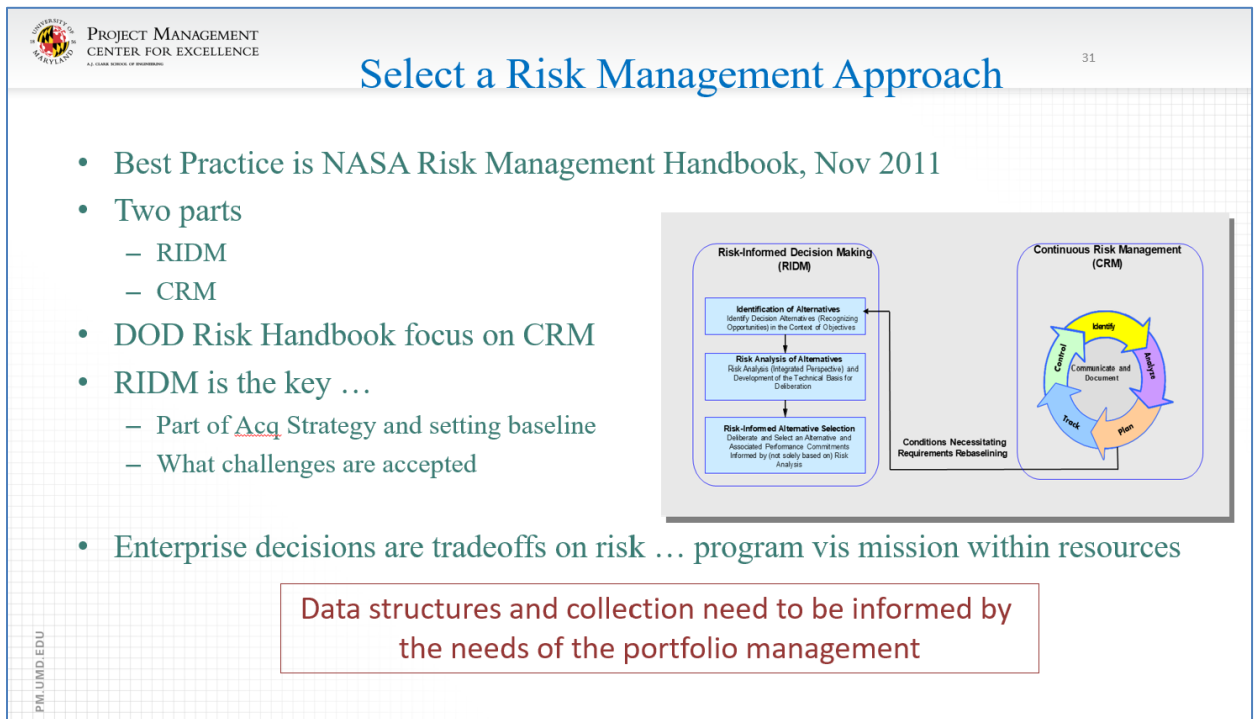 UNIVERSITY OF
18 56
MARYLAND
PROJECT MANAGEMENT
CENTER FOR EXCELLENCE
A.J. CLARK SCHOOL OF ENGINEERING
Select a Risk Management Approach
31
• Best Practice is NASA Risk Management Handbook, Nov 2011
• Two parts
– RIDM
– CRM
• DOD Risk Handbook focus on CRM
• RIDM is the key …
– Part of Acq Strategy and setting baseline
– What challenges are accepted
Risk-Informed Decision Making
(RIDM)
Identification of Alternatives
Identify Decision Alternatives (Recognizing
Opportunities) in the Context of Objectives
Risk Analysis of Alternatives
Risk Analysis (Integrated Perspective) and
Development of the Technical Basis for
Deliberation
Risk-Informed Alternative Selection
Deliberate and Select an Alternative and
Associated Performance Commitments
Informed by (not solely based on) Risk
Analysis
Conditions Necessitating
Requirements Rebaselining
Continuous Risk Management
(CRM)
Identify
Analyze
Plan
Track
Control
Communicate and
Document
• Enterprise decisions are tradeoffs on risk … program vis mission within resources
Data structures and collection need to be informed by
the needs of the portfolio management
PM.UMD.EDU